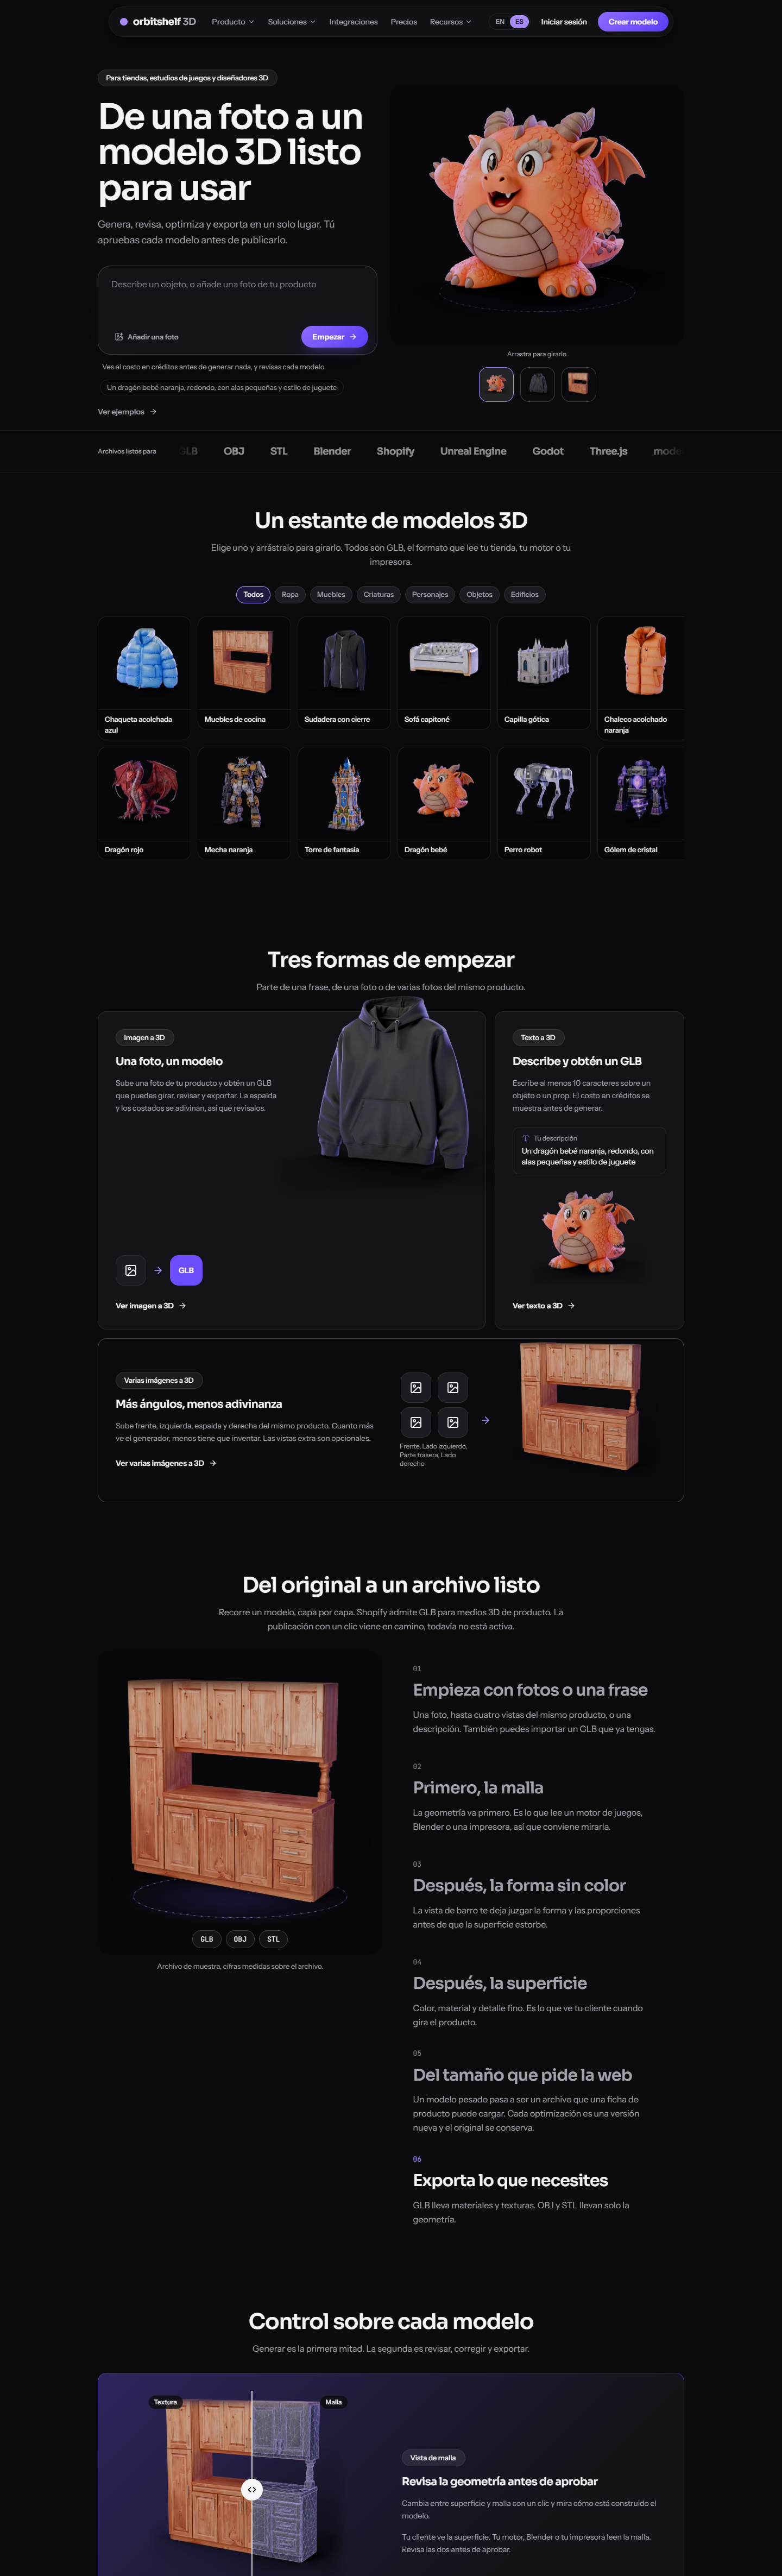 orbitshelf 3D
Producto
Soluciones
Integraciones
Precios
Recursos
EN
ES
Iniciar sesión
Crear modelo
Para tiendas, estudios de juegos y diseñadores 3D
De una foto a un
modelo 3D listo
para usar
Genera, revisa, optimiza y exporta en un solo lugar. Tú
apruebas cada modelo antes de publicarlo.
Describe un objeto, o añade una foto de tu producto
Añadir una foto
Empezar
Ves el costo en créditos antes de generar nada, y revisas cada modelo.
Un dragón bebé naranja, redondo, con alas pequeñas y estilo de juguete
Ver ejemplos
Arrastra para girarlo.
Archivos listos para
GLB
OBJ
STL
Blender
Shopify
Unreal Engine
Godot
Three.js
Un estante de modelos 3D
Elige uno y arrástralo para girarlo. Todos son GLB, el formato que lee tu tienda, tu motor o tu
impresora.
Todos
Ropa
Muebles
Criaturas
Personajes
Objetos
Edificios
Chaqueta acolchada
azul
Muebles de cocina
Sudadera con cierre
Sofá capitoné
Capilla gótica
Chaleco acolchado
naranja
Dragón rojo
Mecha naranja
Torre de fantasía
Dragón bebé
Perro robot
Gólem de cristal
Tres formas de empezar
Parte de una frase, de una foto o de varias fotos del mismo producto.
Imagen a 3D
Una foto, un modelo
Sube una foto de tu producto y obtén un GLB
que puedes girar, revisar y exportar. La espalda
y los costados se adivinan, así que revísalos.
GLB
Ver imagen a 3D
Texto a 3D
Describe y obtén un GLB
Escribe al menos 10 caracteres sobre un
objeto o un prop. El costo en créditos se
muestra antes de generar.
Tu descripción
Un dragón bebé naranja, redondo, con
alas pequeñas y estilo de juguete
Ver texto a 3D
Varias imágenes a 3D
Más ángulos, menos adivinanza
Sube frente, izquierda, espalda y derecha del mismo producto. Cuanto más
ve el generador, menos tiene que inventar. Las vistas extra son opcionales.
Ver varias imágenes a 3D
Frente, Lado izquierdo,
Parte trasera, Lado
derecho
Del original a un archivo listo
Recorre un modelo, capa por capa. Shopify admite GLB para medios 3D de producto. La
publicación con un clic viene en camino, todavía no está activa.
GLB
OBJ
STL
Archivo de muestra, cifras medidas sobre el archivo.
01
Empieza con fotos o una frase
Una foto, hasta cuatro vistas del mismo producto, o una
descripción. También puedes importar un GLB que ya tengas.
02
Primero, la malla
La geometría va primero. Es lo que lee un motor de juegos,
Blender o una impresora, así que conviene mirarla.
03
Después, la forma sin color
La vista de barro te deja juzgar la forma y las proporciones
antes de que la superficie estorbe.
04
Después, la superficie
Color, material y detalle fino. Es lo que ve tu cliente cuando
gira el producto.
05
Del tamaño que pide la web
Un modelo pesado pasa a ser un archivo que una ficha de
producto puede cargar. Cada optimización es una versión
nueva y el original se conserva.
06
Exporta lo que necesites
GLB lleva materiales y texturas. OBJ y STL llevan solo la
geometría.
Control sobre cada modelo
Generar es la primera mitad. La segunda es revisar, corregir y exportar.
Textura
Malla
Vista de malla
Revisa la geometría antes de aprobar
Cambia entre superficie y malla con un clic y mira cómo está construido el
modelo.
Tu cliente ve la superficie. Tu motor, Blender o tu impresora leen la malla.
Revisa las dos antes de aprobar.